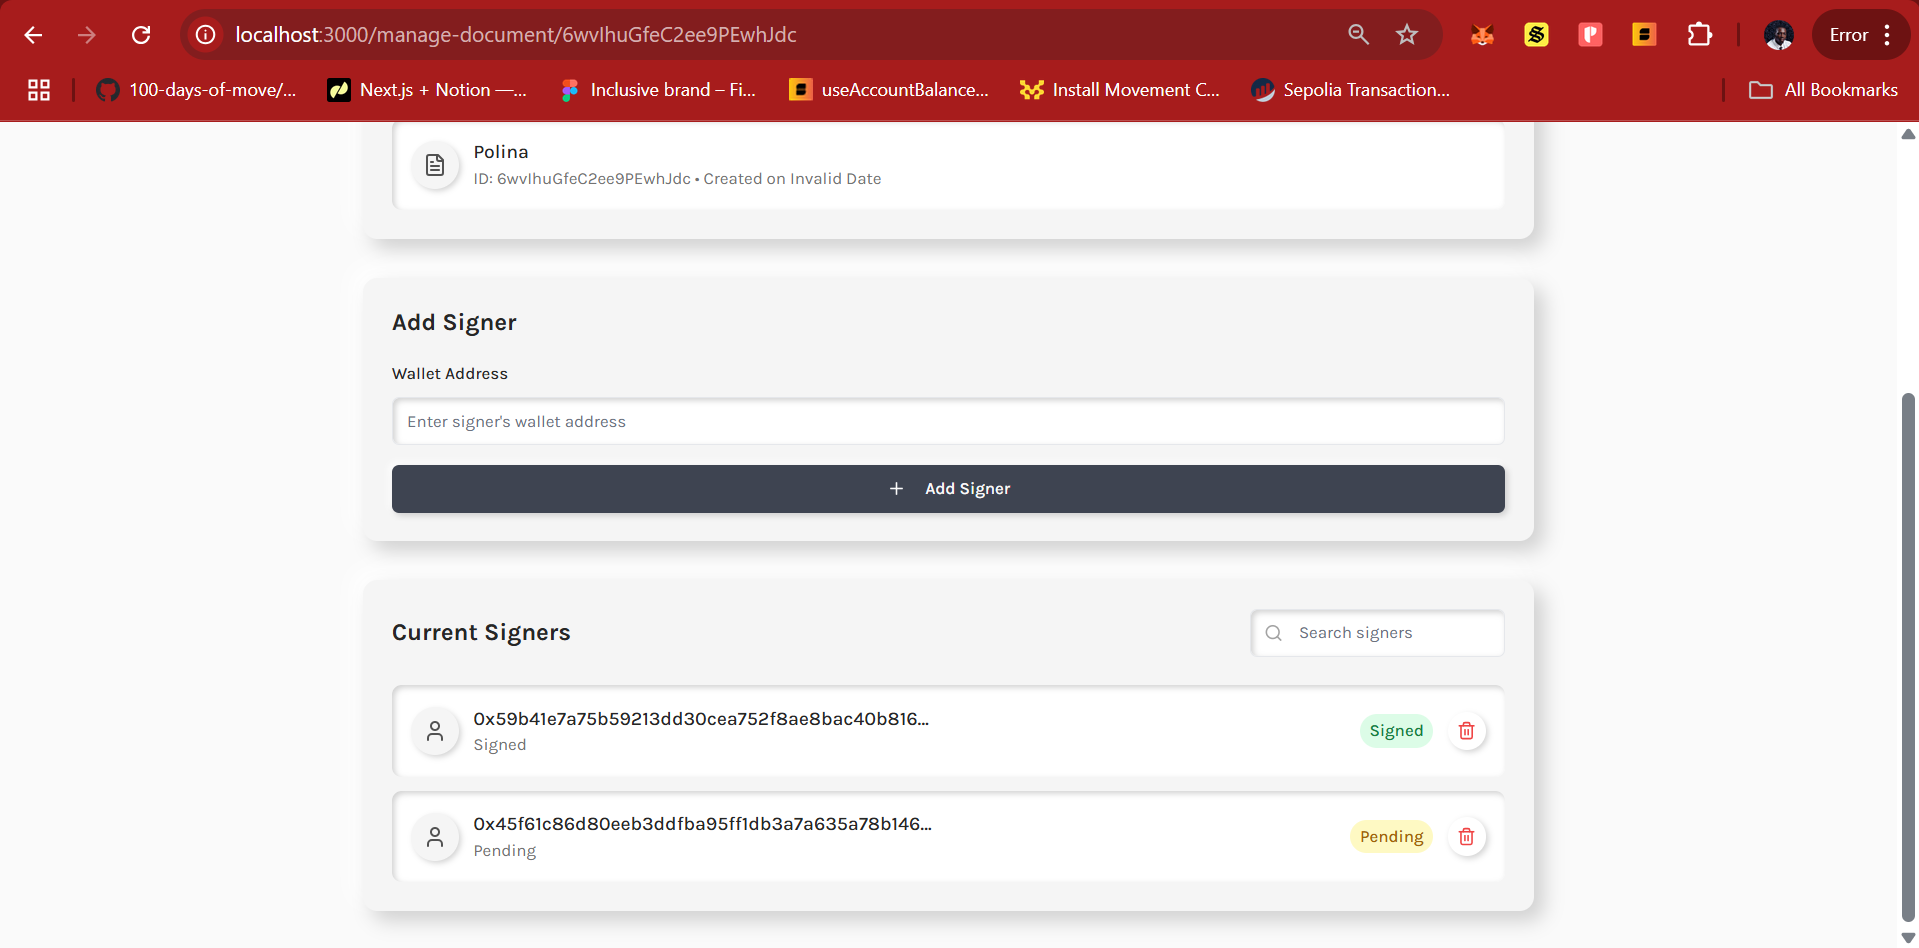 localhost:3000/manage-document/6wvIhuGfeC2ee9PEwhJdc
Error
100-days-of-move/...
Next.js + Notion —...
Inclusive brand – Fi...
useAccountBalance...
Install Movement C...
Sepolia Transaction...
All Bookmarks
Polina
ID: 6wvIhuGfeC2ee9PEwhJdc • Created on Invalid Date
Add Signer
Wallet Address
Enter signer's wallet address
Add Signer
Current Signers
Search signers
0x59b41e7a75b59213dd30cea752f8ae8bac40b816...
Signed
Signed
0x45f61c86d80eeb3ddfba95ff1db3a7a635a78b146...
Pending
Pending